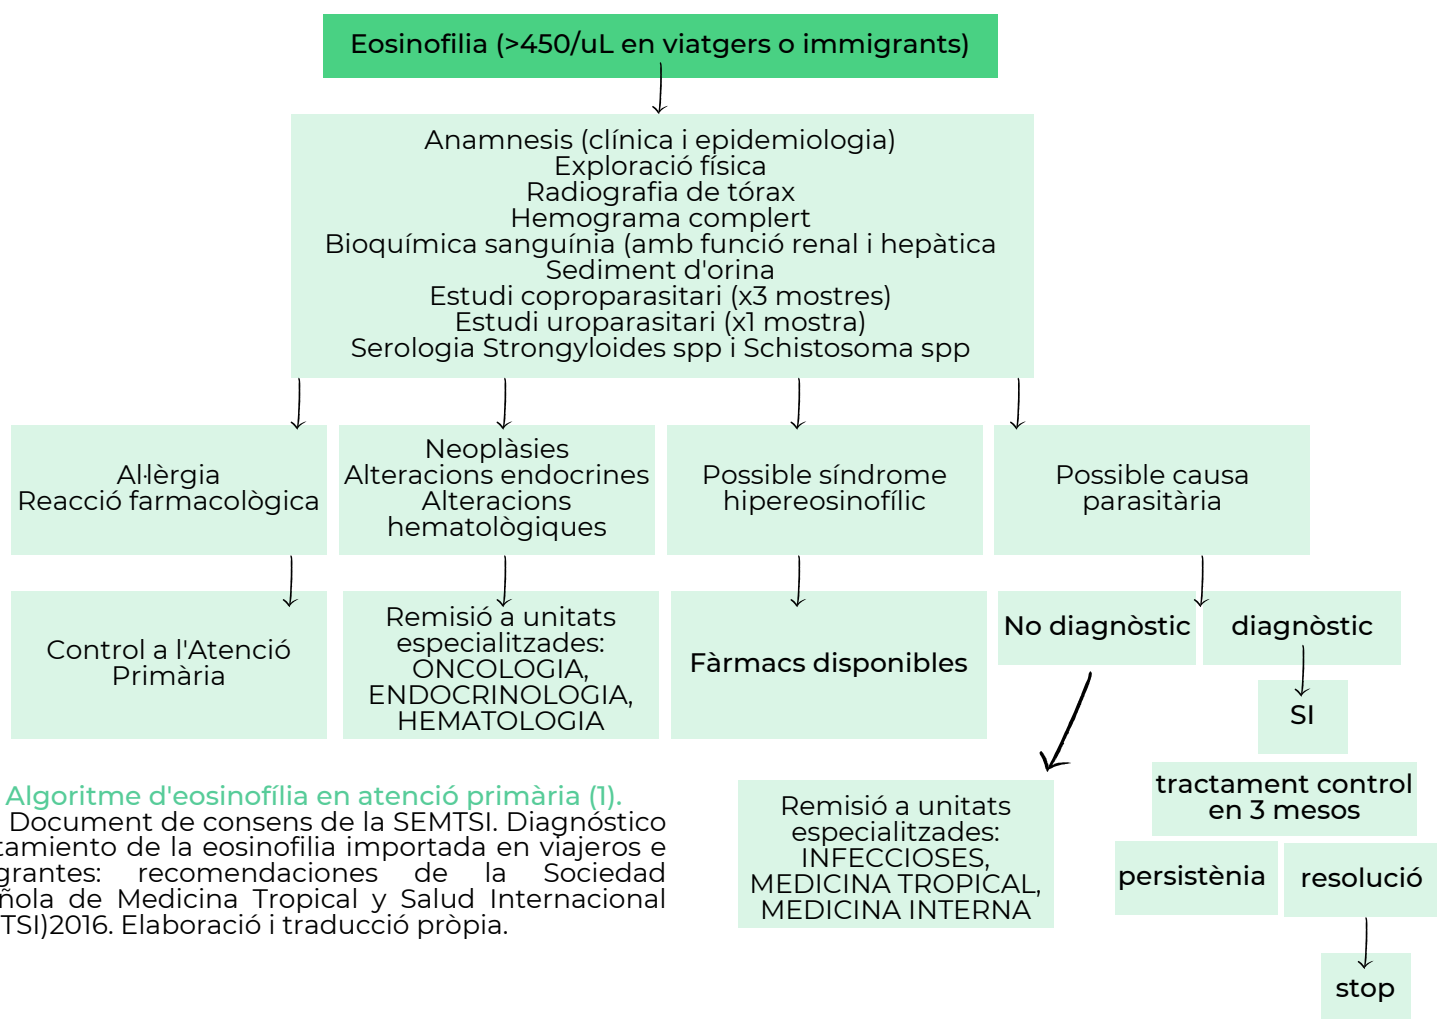 Eosinofilia (>450/uL en viatgers o immigrants)
Anamnesis (clínica i epidemiologia)
Exploració física
Radiografia de tórax
Hemograma complert
Bioquímica sanguínia (amb funció renal i hepàtica
Sediment d'orina
Estudi coproparasitari (x3 mostres)
Estudi uroparasitari (x1 mostra)
Serologia Strongyloides spp i Schistosoma spp
Al·lèrgia
Reacció farmacològica
Neoplàsies
Alteracions endocrines
Alteracions
hematològiques
Possible síndrome
hipereosinofílic
Possible causa
parasitària
Control a l'Atenció
Primària
Remisió a unitats
especialitzades:
ONCOLOGIA,
ENDOCRINOLOGIA,
HEMATOLOGIA
Fàrmacs disponibles
No diagnòstic
diagnòstic
SI
tractament control
en 3 mesos
persistènia
resolució
stop
Remisió a unitats
especialitzades:
INFECCIOSES,
MEDICINA TROPICAL,
MEDICINA INTERNA
Algoritme d'eosinofília en atenció primària (1).
Document de consens de la SEMTSI. Diagnóstico
tamiento de la eosinofilia importada en viajeros e
grantes: recomendaciones de la Sociedad
ñola de Medicina Tropical y Salud Internacional
TSI)2016. Elaboració i traducció pròpia.